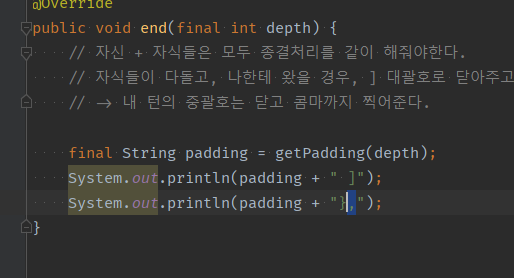 @Override
public void end(final int depth) {
// 자신 + 자식들은 모두 종결처리를 같이 해줘야한다.
// 자식들이 다돌고, 나한테 왔을 경우, ] 대괄호로 닫아주고
// -> 내 턴의 중괄호는 닫고 콤마까지 찍어준다.
final String padding = getPadding(depth);
System.out.println(padding + " ]");
System.out.println(padding + "},");
}